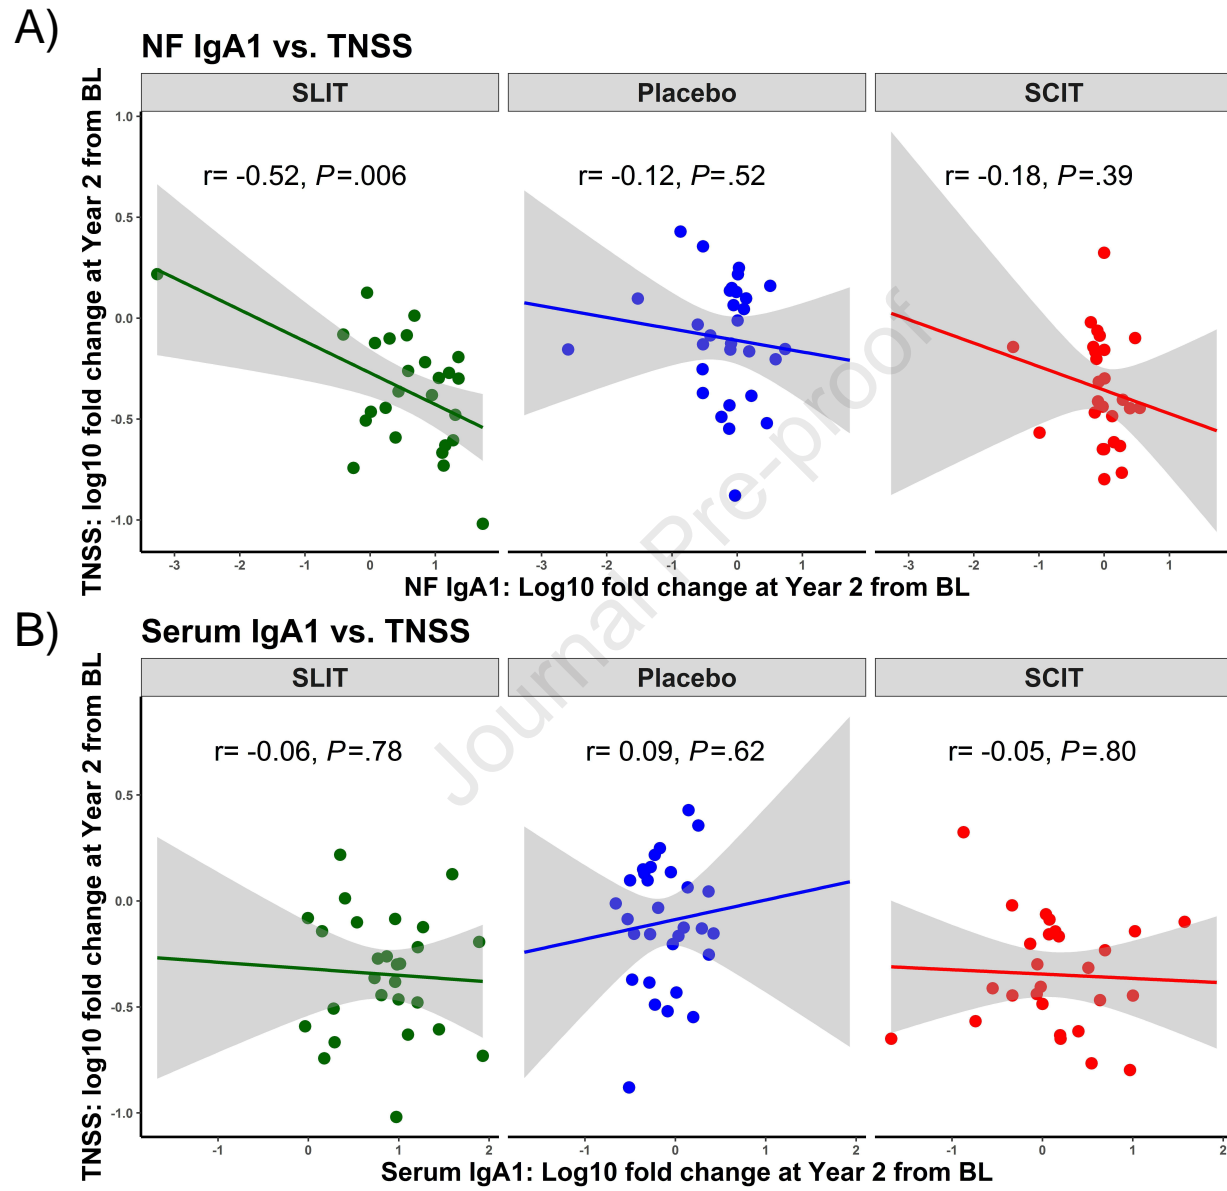 A)
NF IgA1 vs. TNSS
SLIT Placebo SCIT
TNSS: log10 fold change at Year 2 from BL
r= -0.52, P=.006 r= -0.12, P=.52 r= -0.18, P=.39
1.0
0.5
0.0
-0.5
-1.0
-3 -2 -1 0 1 -3 -2 -1 0 1 -3 -2 -1 0 1
NF IgA1: Log10 fold change at Year 2 from BL
B)
Serum IgA1 vs. TNSS
SLIT Placebo SCIT
TNSS: log10 fold change at Year 2 from BL
r= -0.06, P=.78 r= 0.09, P=.62 r= -0.05, P=.80
0.5
0.0
-0.5
-1.0
-1 0 1 2 -1 0 1 2 -1 0 1 2
Serum IgA1: Log10 fold change at Year 2 from BL
Journal Pre-proof